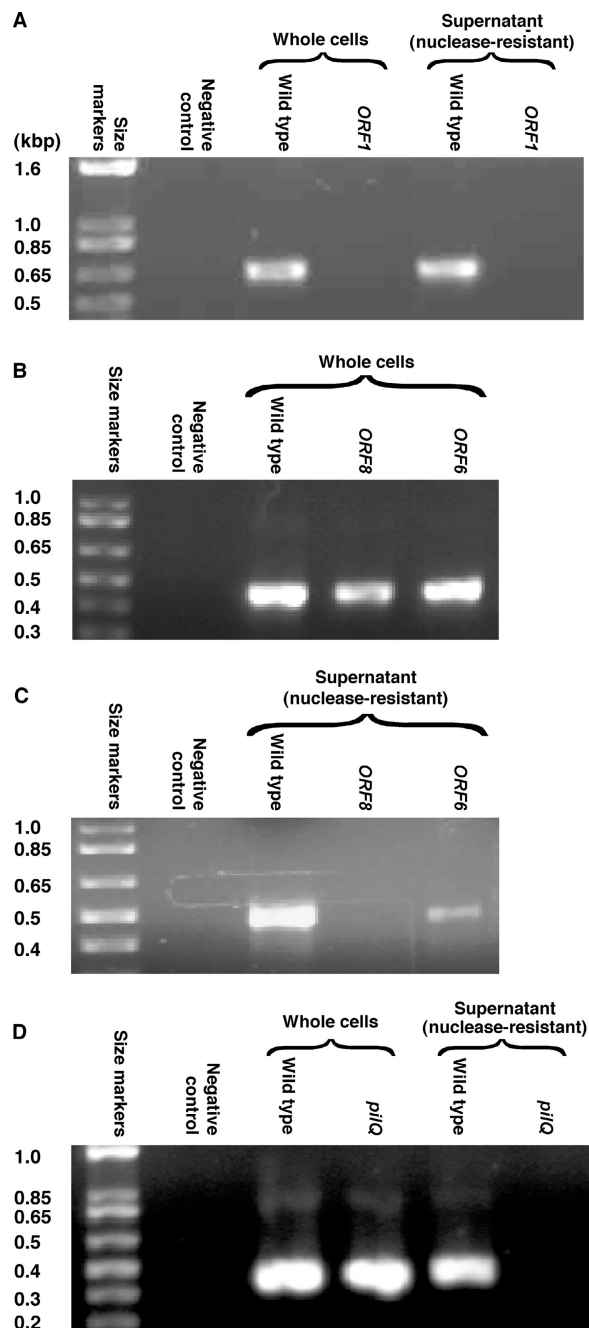 A
Whole cells
Supernatant
(nuclease-resistant)
Size
markers
Negative
control
Wild type
ORF1
Wild type
ORF1
(kbp)
1.6
1.0
0.85
0.65
0.5
B
Whole cells
Size markers
Negative
control
Wild type
ORF8
ORF6
1.0
0.85
0.65
0.5
0.4
0.3
C
Supernatant
(nuclease-resistant)
Size markers
Negative
control
Wild type
ORF8
ORF6
1.0
0.85
0.65
0.5
0.4
D
Whole cells
Supernatant
(nuclease-resistant)
Size markers
Negative
control
Wild type
pilQ
Wild type
pilQ
1.0
0.85
0.65
0.5
0.4
0.3
0.2